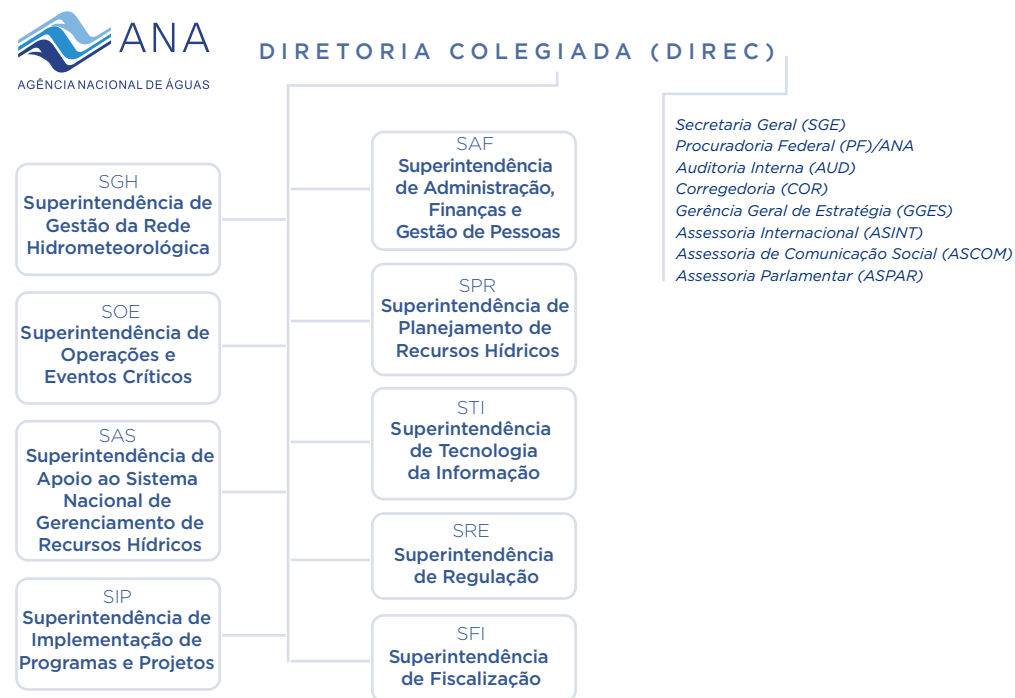 ANA
AGÊNCIA NACIONAL DE ÁGUAS
DIRETORIA COLEGIADA (DIREC)
SGH
Superintendência de
Gestão da Rede
Hidrometeorológica
SOE
Superintendência de
Operações e
Eventos Críticos
SAS
Superintendência de
Apoio ao Sistema
Nacional de
Gerenciamento de
Recursos Hídricos
SIP
Superintendência de
Implementação de
Programas e Projetos
SAF
Superintendência
de Administração,
Finanças e
Gestão de Pessoas
SPR
Superintendência de
Planejamento de
Recursos Hídricos
STI
Superintendência
de Tecnologia
da Informação
SRE
Superintendência
de Regulação
SFI
Superintendência
de Fiscalização
Secretaria Geral (SGE)
Procuradoria Federal (PF)/ANA
Auditoria Interna (AUD)
Corregedoria (COR)
Gerência Geral de Estratégia (GGES)
Assessoria Internacional (ASINT)
Assessoria de Comunicação Social (ASCOM)
Assessoria Parlamentar (ASPAR)